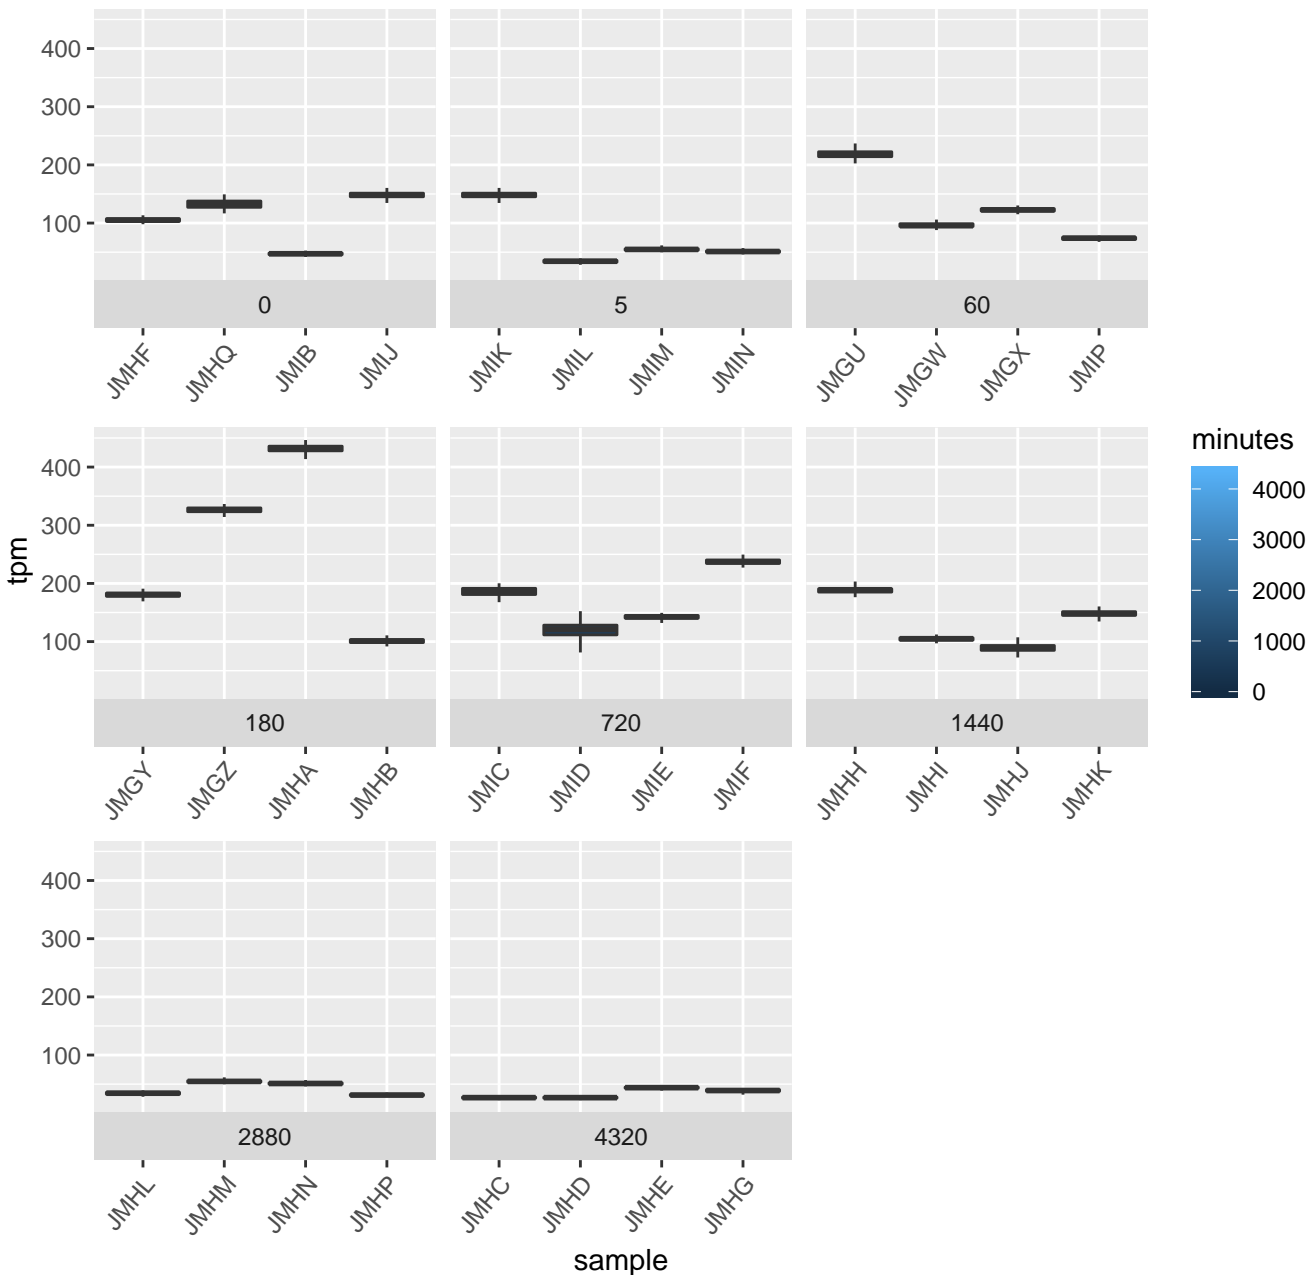 400
300
200
100
0
5
60
JMHF
JMHQ
JMIB
JMIJ
JMIK
JMIL
JMIM
JMIN
JMGU
JMGW
JMGX
JMIP
tpm
400
300
200
100
180
720
1440
JMGY
JMGZ
JMHA
JMHB
JMIC
JMID
JMIE
JMIF
JMHH
JMHI
JMHJ
JMHK
minutes
4000
3000
2000
1000
0
400
300
200
100
2880
4320
JMHL
JMHM
JMHN
JMHP
JMHC
JMHD
JMHE
JMHG
sample